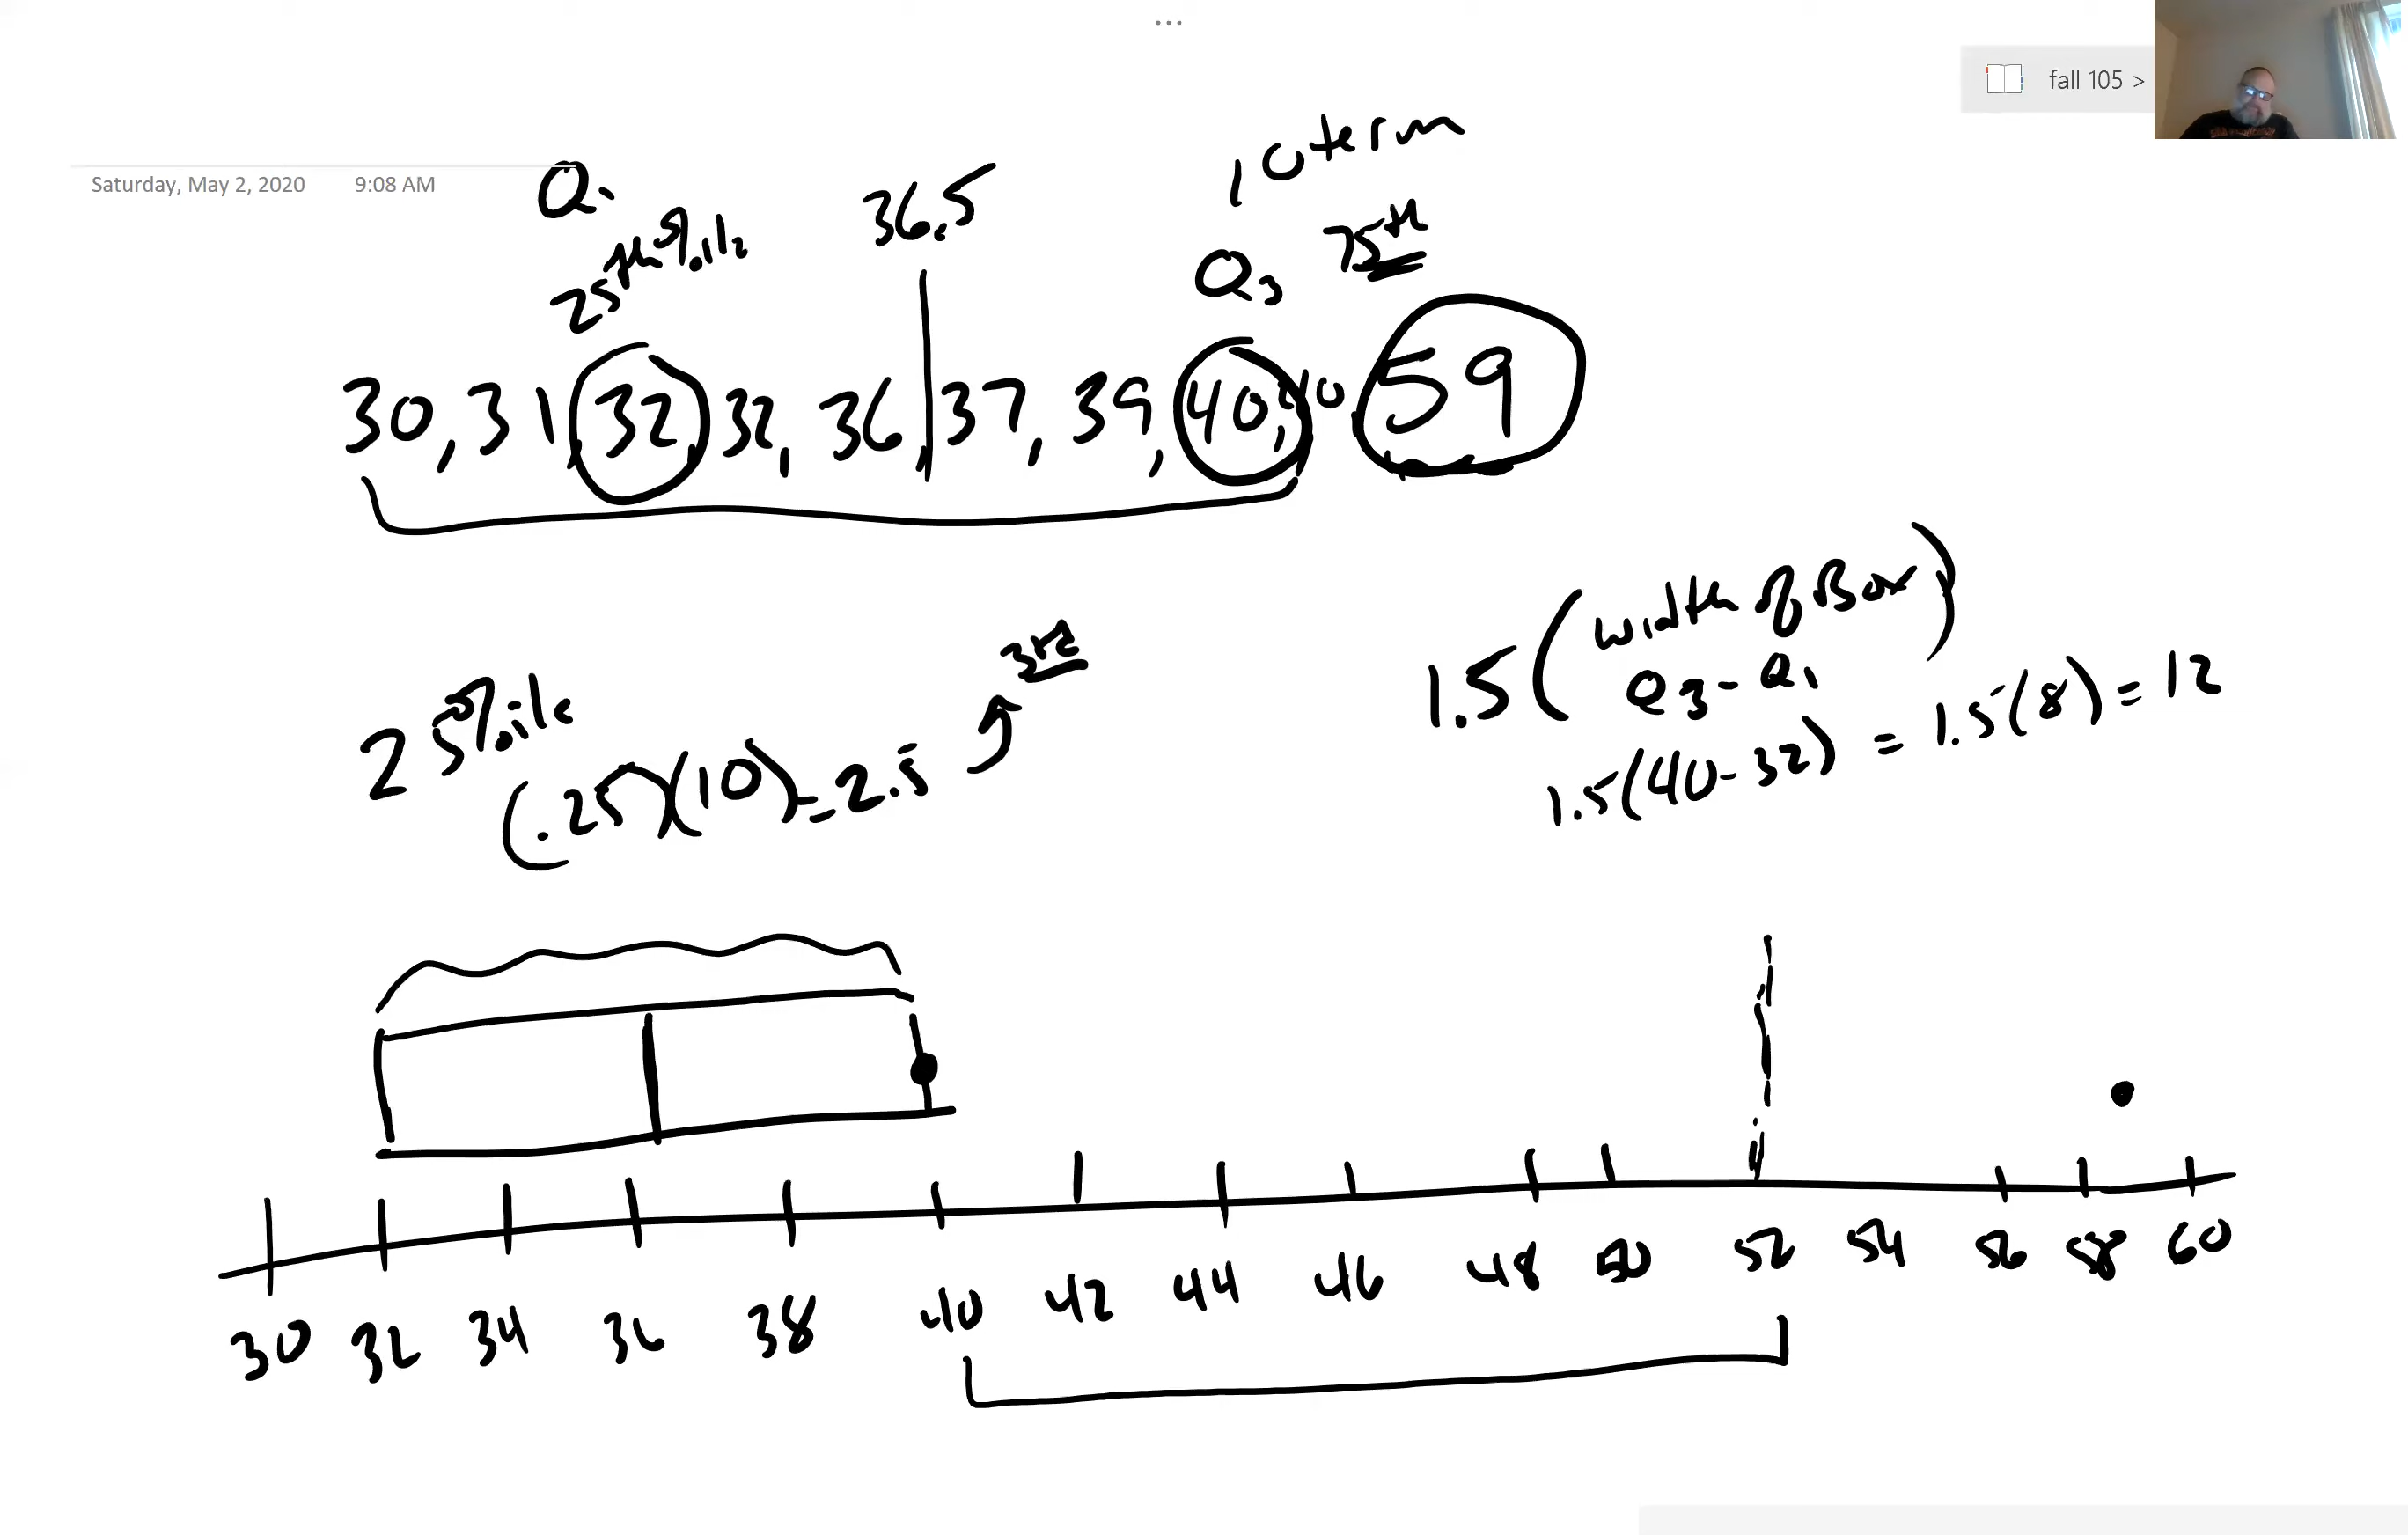 ...
fall 105 >
Saturday, May 2, 2020 9:08 AM
10 term
Q1 36.5
25th %ile Q3 75th
30, 31, 32, 32, 36, 37, 39, 40, 40, 59
1.5 ( width of Box )
Q3 - Q1
1.5(40-32) = 1.5(8) = 12
25%ile 3rd
(.25)(10) = 2.5
30 32 34 36 38 40 42 44 46 48 50 52 54 56 58 60